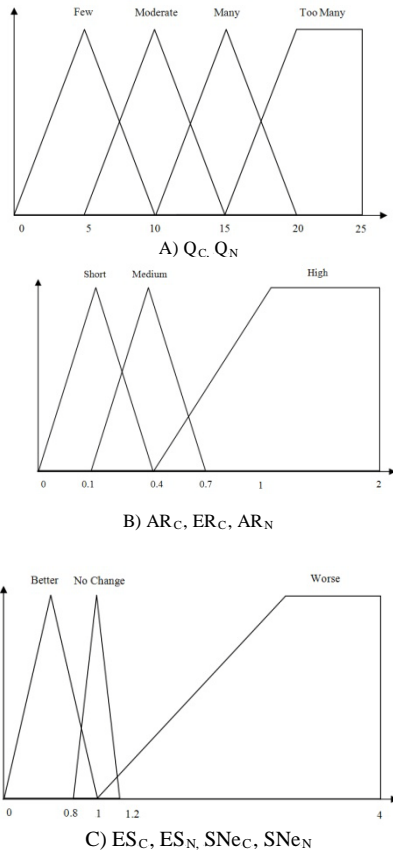 Few Moderate Many Too Many
0 5 10 15 20 25
A) QC, QN
Short Medium High
0 0.1 0.4 0.7 1 2
B) ARC, ERC, ARN
Better No Change Worse
0 0.8 1 1.2 4
C) ESC, ESN, SNeC, SNeN